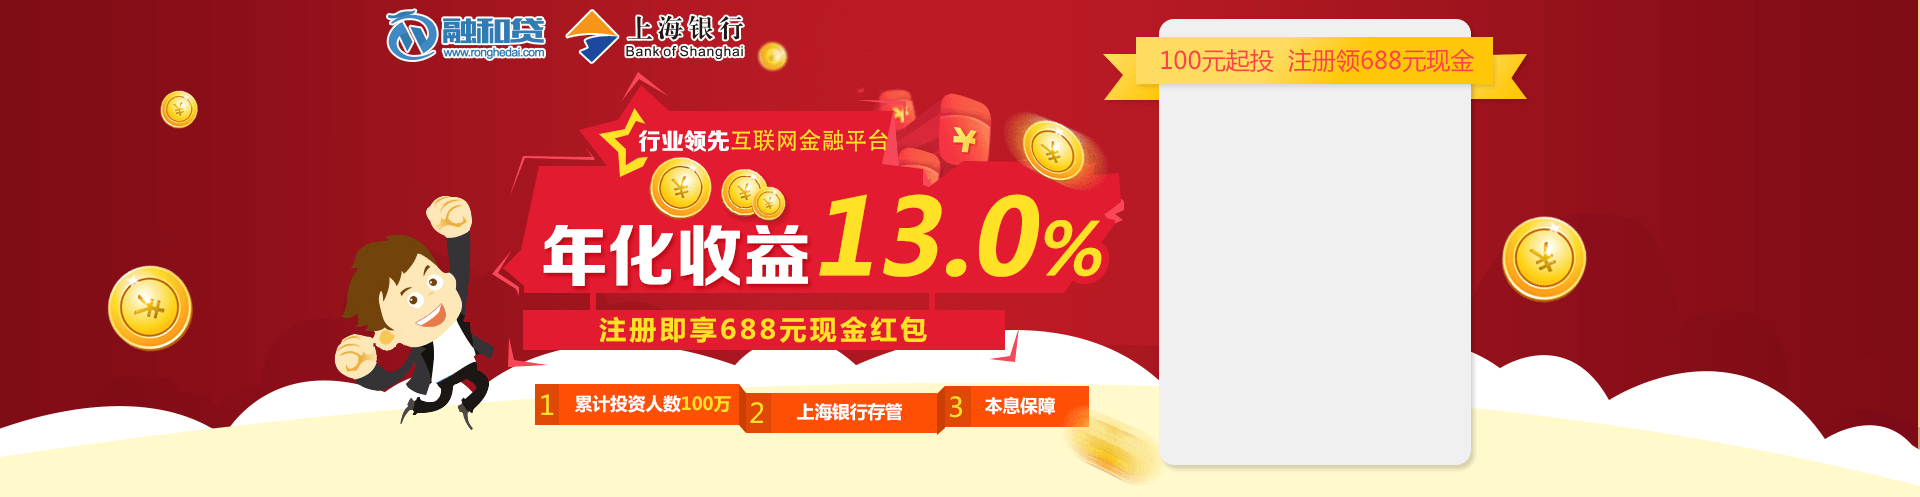 融和贷
www.ronghedai.com
上海银行
Bank of Shanghai
100元起投 注册领688元现金
行业领先互联网金融平台
年化收益13.0%
注册即享688元现金红包
1 累计投资人数100万
2 上海银行存管
3 本息保障